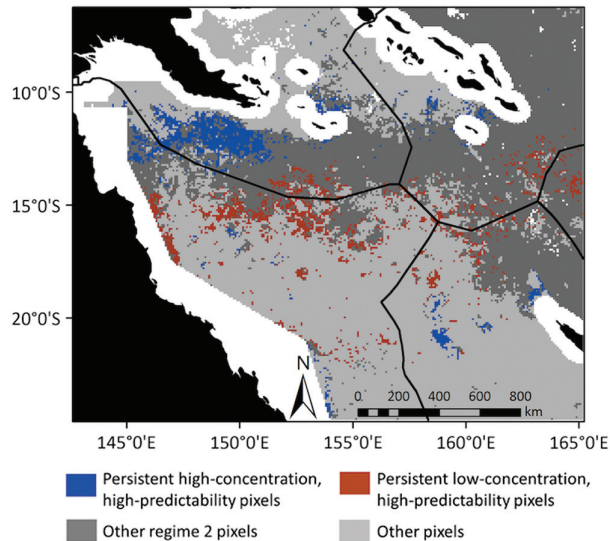 10°0'S
15°0'S
20°0'S
N
0 200 400 600 800
km
145°0'E 150°0'E 155°0'E 160°0'E 165°0'E
Persistent high-concentration, high-predictability pixels
Persistent low-concentration, high-predictability pixels
Other regime 2 pixels
Other pixels